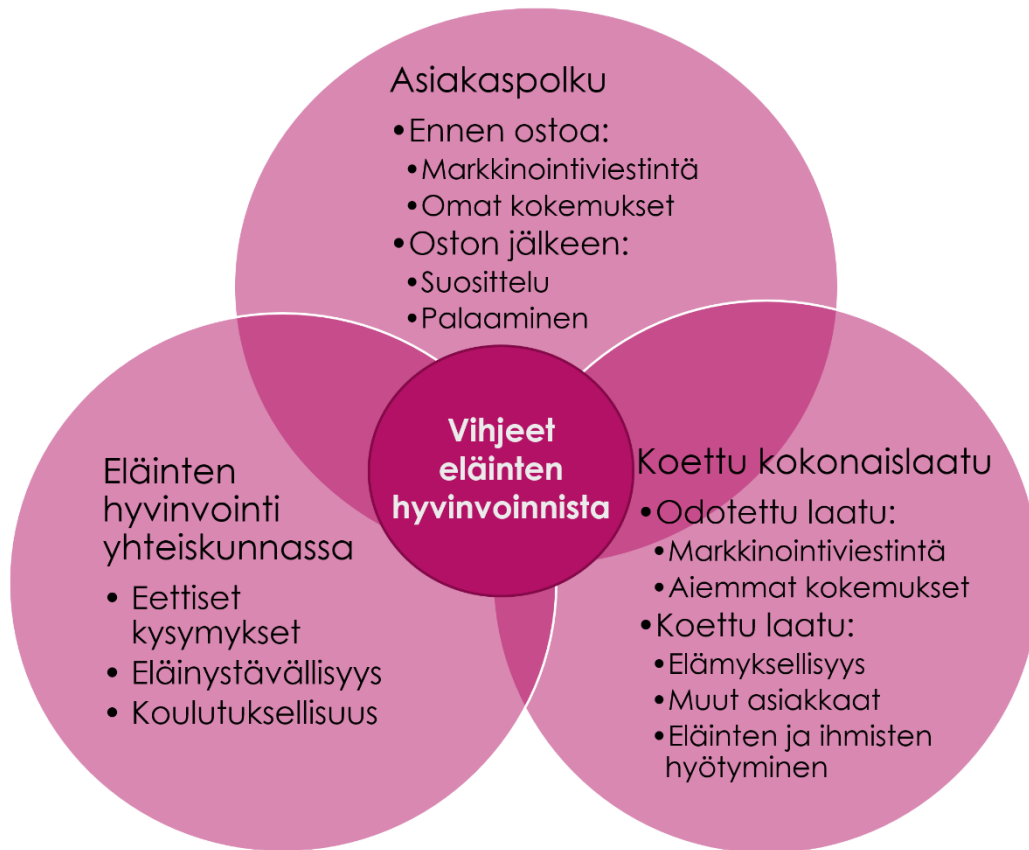 Asiakaspolku
•Ennen ostoa:
•Markkinointiviestintä
•Omat kokemukset
•Oston jälkeen:
•Suosittelu
•Palaaminen
Vihjeet
eläinten
hyvinvoinnista
Eläinten
hyvinvointi
yhteiskunnassa
• Eettiset
kysymykset
• Eläinystävällisyys
• Koulutuksellisuus
Koettu kokonaislaatu
•Odotettu laatu:
•Markkinointiviestintä
•Aiemmat kokemukset
•Koettu laatu:
•Elämyksellisyys
•Muut asiakkaat
•Eläinten ja ihmisten
hyötyminen